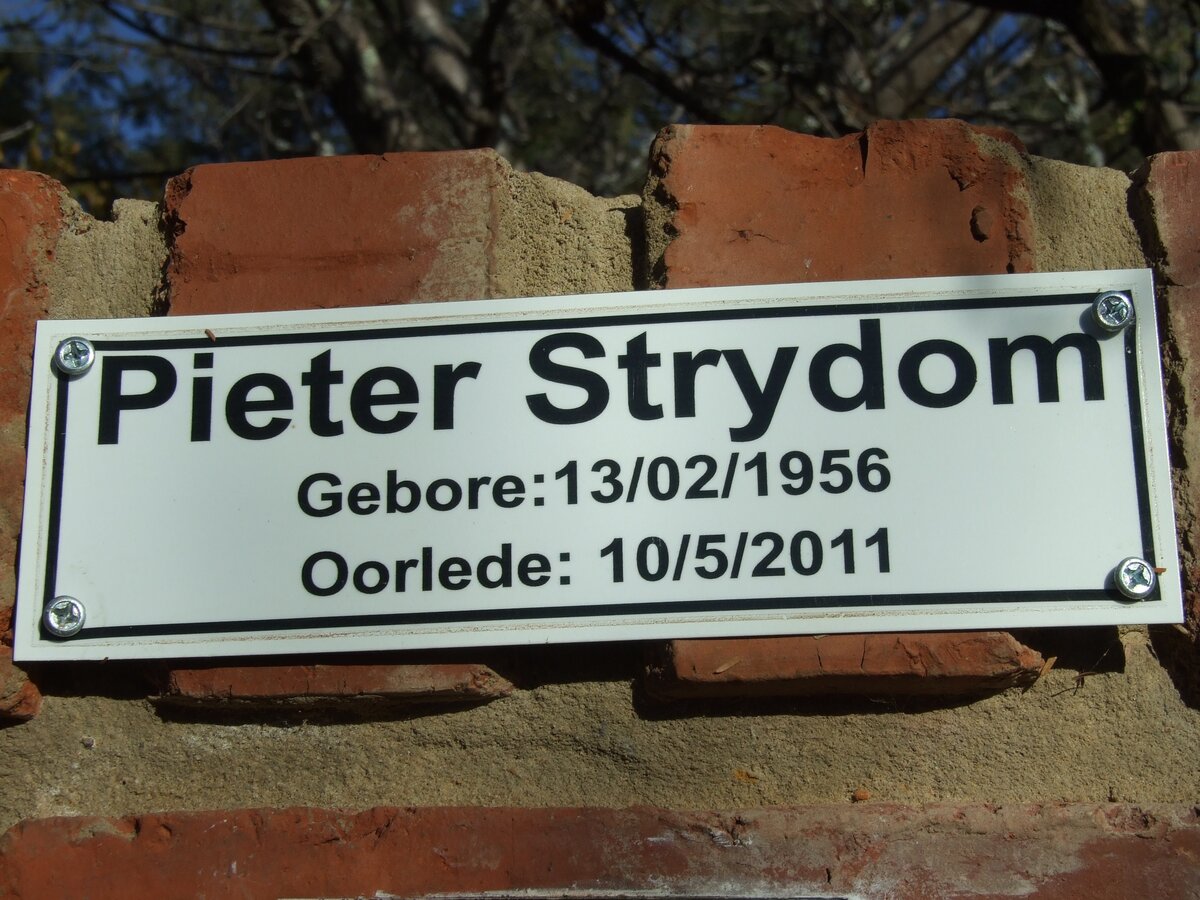 Pieter Strydom
Gebore:13/02/1956
Oorlede: 10/5/2011